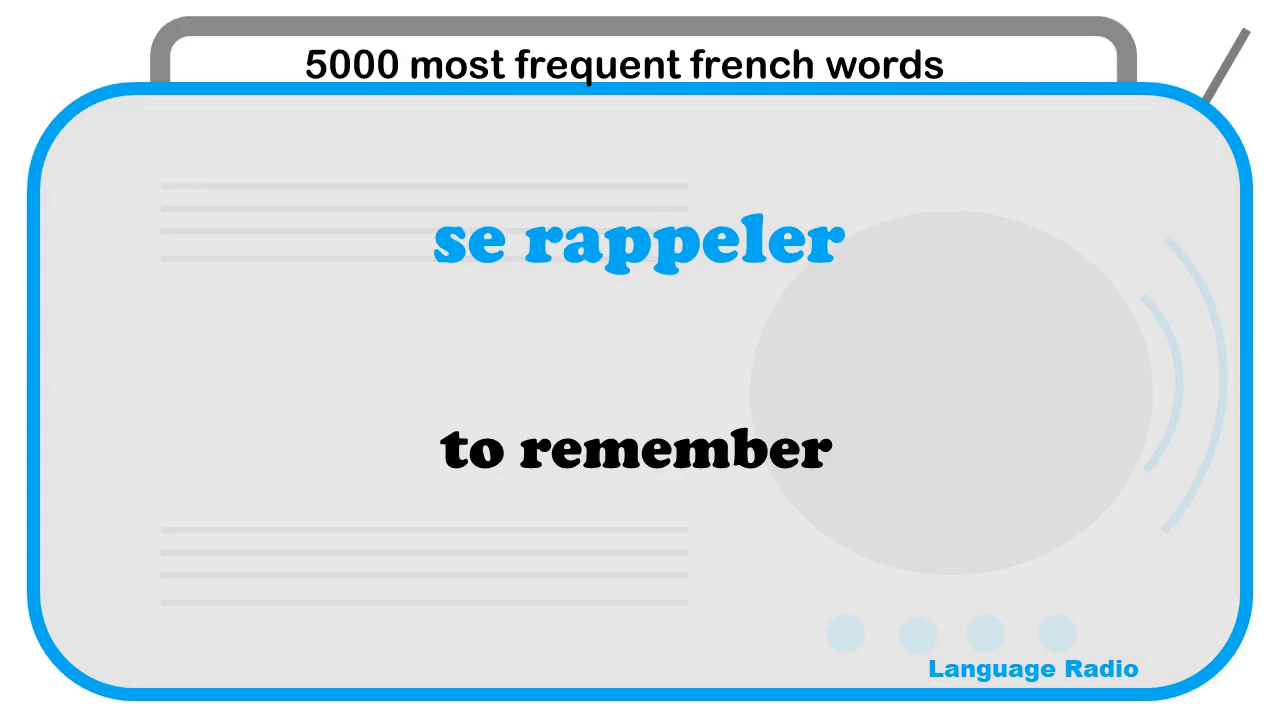 5000 most frequent french words
se rappeler
to remember
Language Radio